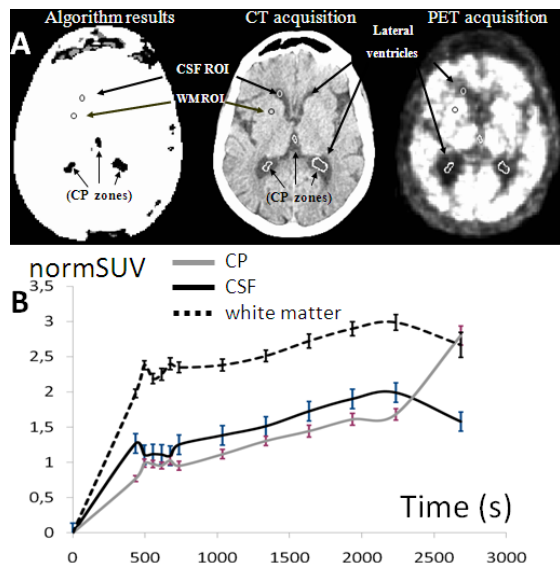 Algorithm results
CT acquisition
PET acquisition
A
Lateral
ventricles
CSF ROI
WM ROI
(CP zones)
(CP zones)
normSUV
B
CP
CSF
white matter
3,5
3
2,5
2
1,5
1
0,5
0
Time (s)
0
500
1000
1500
2000
2500
3000